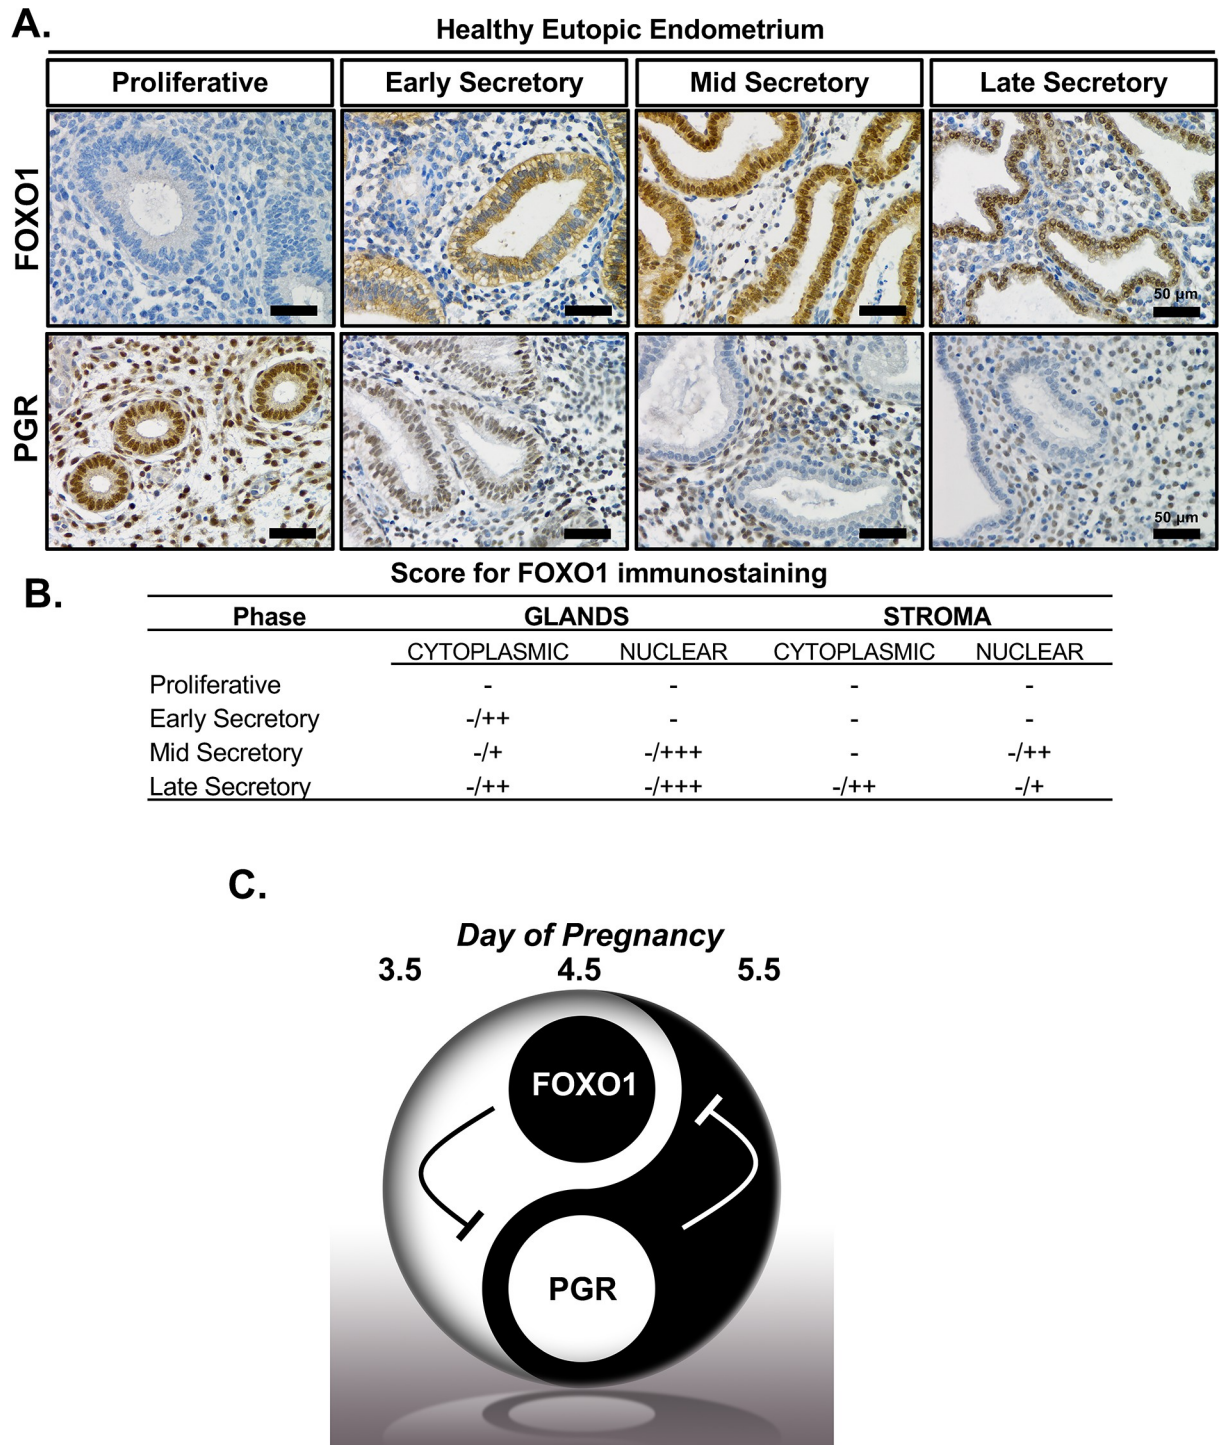 A.
Healthy Eutopic Endometrium
Proliferative Early Secretory Mid Secretory Late Secretory
FOXO1
50 µm
PGR
50 µm
Score for FOXO1 immunostaining
B.
Phase GLANDS STROMA
CYTOPLASMIC NUCLEAR CYTOPLASMIC NUCLEAR
Proliferative - - - -
Early Secretory -/++ - - -
Mid Secretory -/+ -/+++ - -/++
Late Secretory -/++ -/+++ -/++ -/+
C.
Day of Pregnancy
3.5 4.5 5.5
FOXO1
PGR